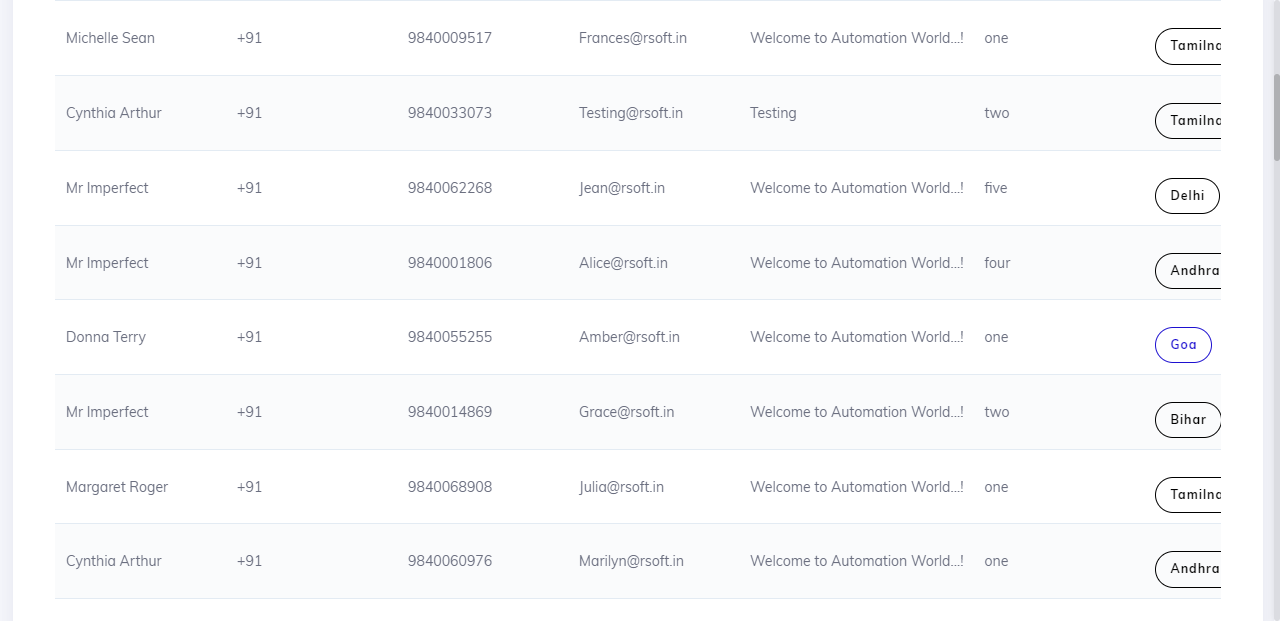 Michelle Sean +91 9840009517 Frances@rsoft.in Welcome to Automation World...! one Tamilna
Cynthia Arthur +91 9840033073 Testing@rsoft.in Testing two Tamilna
Mr Imperfect +91 9840062268 Jean@rsoft.in Welcome to Automation World...! five Delhi
Mr Imperfect +91 9840001806 Alice@rsoft.in Welcome to Automation World...! four Andhra
Donna Terry +91 9840055255 Amber@rsoft.in Welcome to Automation World...! one Goa
Mr Imperfect +91 9840014869 Grace@rsoft.in Welcome to Automation World...! two Bihar
Margaret Roger +91 9840068908 Julia@rsoft.in Welcome to Automation World...! one Tamilna
Cynthia Arthur +91 9840060976 Marilyn@rsoft.in Welcome to Automation World...! one Andhra